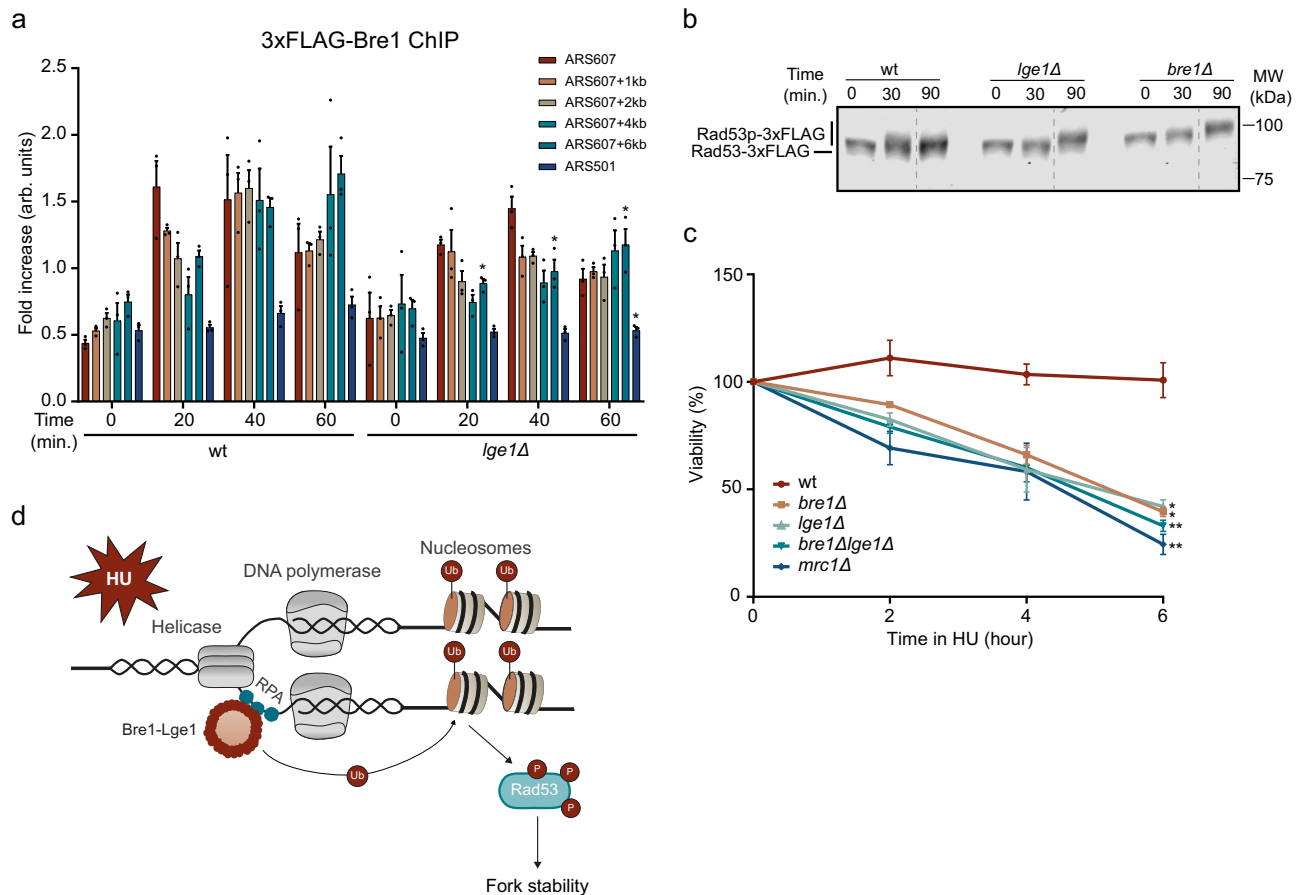 a
3xFLAG-Bre1 ChIP
Fold increase (arb. units)
2.5
2.0
1.5
1.0
0.5
0.0
ARS607
ARS607+1kb
ARS607+2kb
ARS607+4kb
ARS607+6kb
ARS501
* * * *
Time (min.)
0 20 40 60 0 20 40 60
wt lge1Δ
b
wt lge1Δ bre1Δ
Time (min.)
0 30 90 0 30 90 0 30 90
MW (kDa)
Rad53p-3xFLAG
Rad53-3xFLAG
100
75
c
Viability (%)
150
100
50
0
wt
bre1Δ
lge1Δ
bre1Δlge1Δ
mrc1Δ
*
*
**
**
0 2 4 6
Time in HU (hour)
d
HU
Helicase
DNA polymerase
Nucleosomes
Ub Ub
Ub Ub
RPA
Bre1-Lge1
Ub
P P P
Rad53
Fork stability